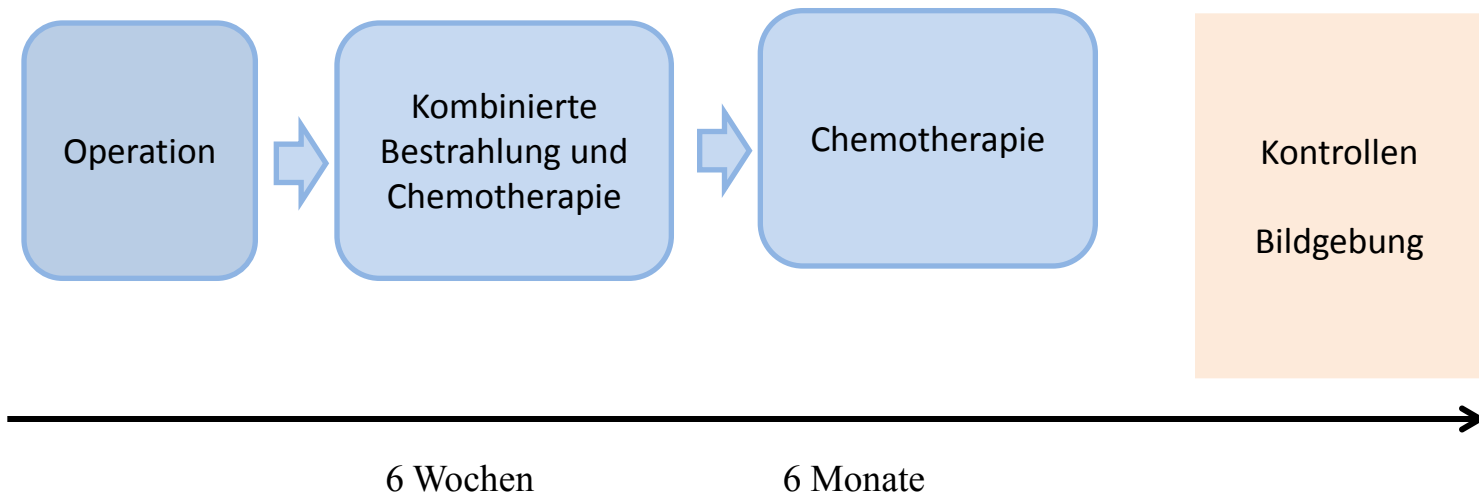 Operation
Kombinierte
Bestrahlung und
Chemotherapie
Chemotherapie
Kontrollen
Bildgebung
6 Wochen
6 Monate